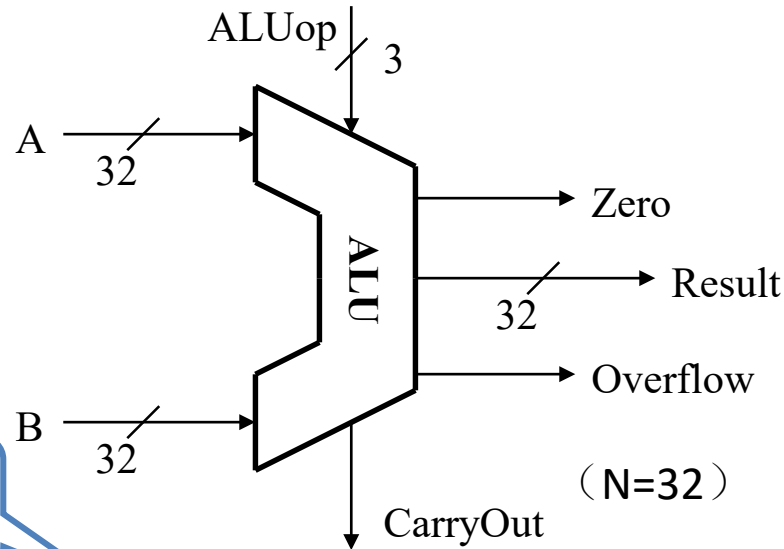 ALUop
3
A
32
Zero
ALU
Result
32
Overflow
B
32
（N=32）
CarryOut